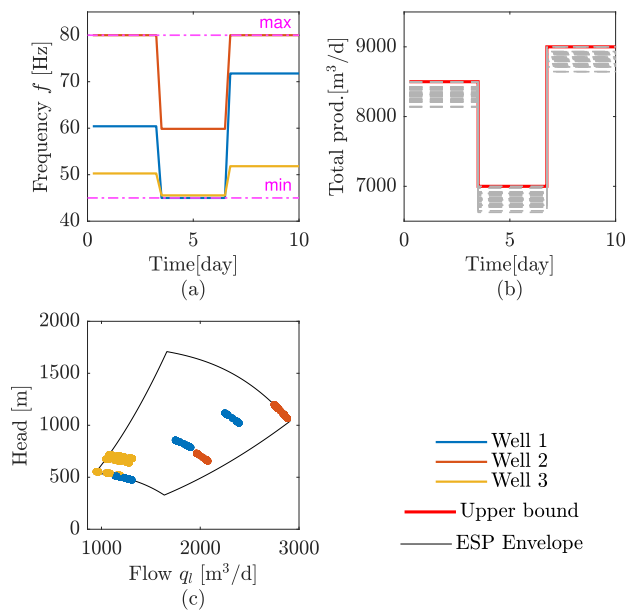 max
min
80
70
60
50
40
0
5
10
Frequency f [Hz]
Time[day]
(a)
9000
8000
7000
0
5
10
Total prod.[m³/d]
Time[day]
(b)
2000
1500
1000
500
0
1000
2000
3000
Head [m]
Flow qₗ [m³/d]
(c)
Well 1
Well 2
Well 3
Upper bound
ESP Envelope